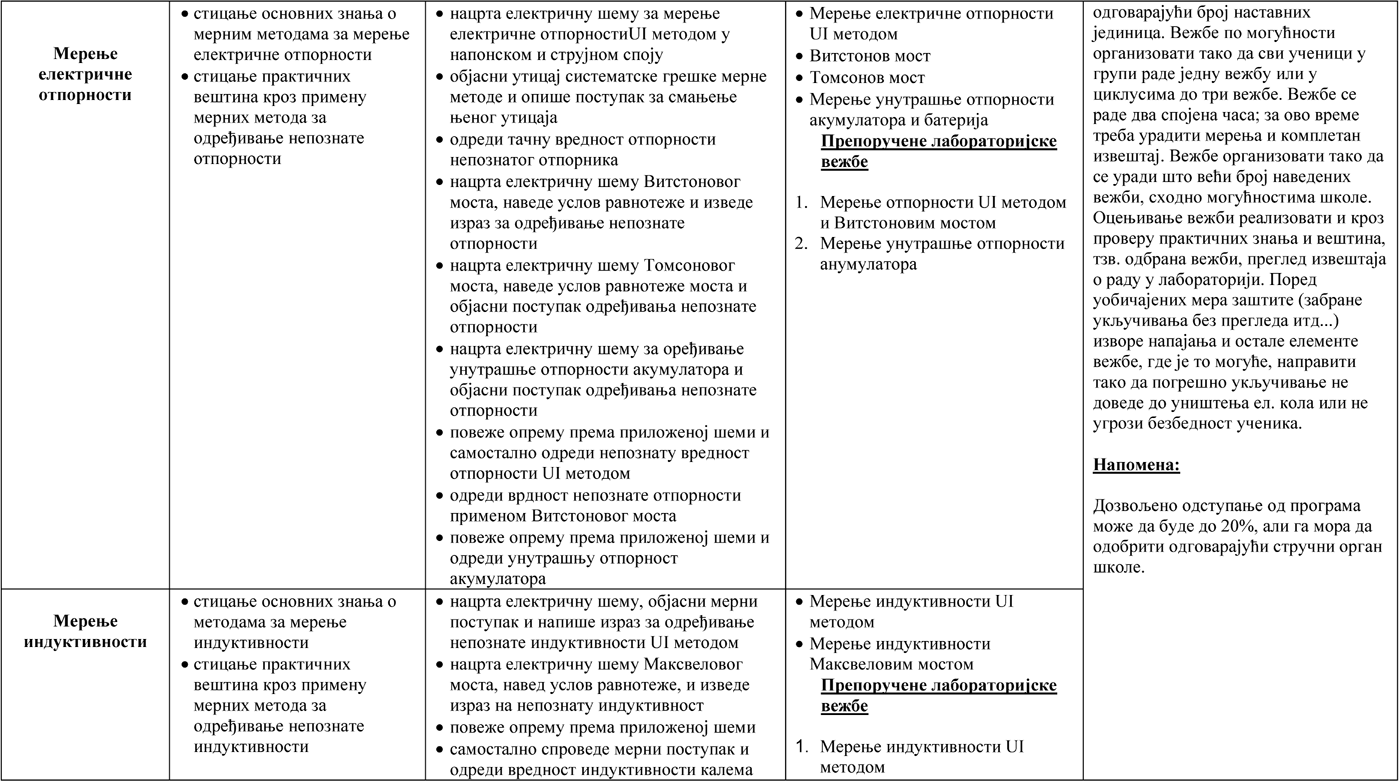 Мерење
електричне
отпорности
• стицање основних знања о
мерним методама за мерење
електричне отпорности
• стицање практичних
вештина кроз примену
мерних метода за
одређивање непознате
отпорности
• нацрта електричну шему за мерење
електричне отпорностиUI методом у
напонском и струјном споју
• објасни утицај систематске грешке мерне
методе и опише поступак за смањење
њеног утицаја
• одреди тачну вредност отпорности
непознатог отпорника
• нацрта електричну шему Витстоновог
моста, наведе услов равнотеже и изведе
израз за одређивање непознате
отпорности
• нацрта електричну шему Томсоновог
моста, наведе услов равнотеже моста и
објасни поступак одређивања непознате
отпорности
• нацрта електричну шему за оређивање
унутрашње отпорности акумулатора и
објасни поступак одређивања непознате
отпорности
• повеже опрему према приложеној шеми и
самостално одреди непознату вредност
отпорности UI методом
• одреди врдност непознате отпорности
применом Витстоновог моста
• повеже опрему према приложеној шеми и
одреди унутрашњу отпорност
акумулатора
• Мерење електричне отпорности
UI методом
• Витстонов мост
• Томсонов мост
• Мерење унутрашње отпорности
акумулатора и батерија
Препоручене лабораторијске
вежбе
1. Мерење отпорности UI методом
и Витстоновим мостом
2. Мерење унутрашње отпорности
анумулатора
одговарајући број наставних
јединица. Вежбе по могућности
организовати тако да сви ученици у
групи раде једну вежбу или у
циклусима до три вежбе. Вежбе се
раде два спојена часа; за ово време
треба урадити мерења и комплетан
извештај. Вежбе организовати тако да
се уради што већи број наведених
вежби, сходно могућностима школе.
Оцењивање вежби реализовати и кроз
проверу практичних знања и вештина,
тзв. одбрана вежби, преглед извештаја
о раду у лабораторији. Поред
уобичајених мера заштите (забране
укључивања без прегледа итд...)
изворе напајања и остале елементе
вежбе, где је то могуће, направити
тако да погрешно укључивање не
доведе до уништења ел. кола или не
угрози безбедност ученика.
Напомена:
Дозвољено одступање од програма
може да буде до 20%, али га мора да
одобрити одговарајући стручни орган
школе.
Мерење
индуктивности
• стицање основних знања о
методама за мерење
индуктивности
• стицање практичних
вештина кроз примену
мерних метода за
одређивање непознате
индуктивности
• нацрта електричну шему, објасни мерни
поступак и напише израз за одређивање
непознате индуктивности UI методом
• нацрта електричну шему Максвеловог
моста, навед услов равнотеже, и изведе
израз на непознату индуктивност
• повеже опрему према приложеној шеми
• самостално спроведе мерни поступак и
одреди вредност индуктивности калема
• Мерење индуктивности UI
методом
• Мерење индуктивности
Максвеловим мостом
Препоручене лабораторијске
вежбе
1. Мерење индуктивности UI
методом